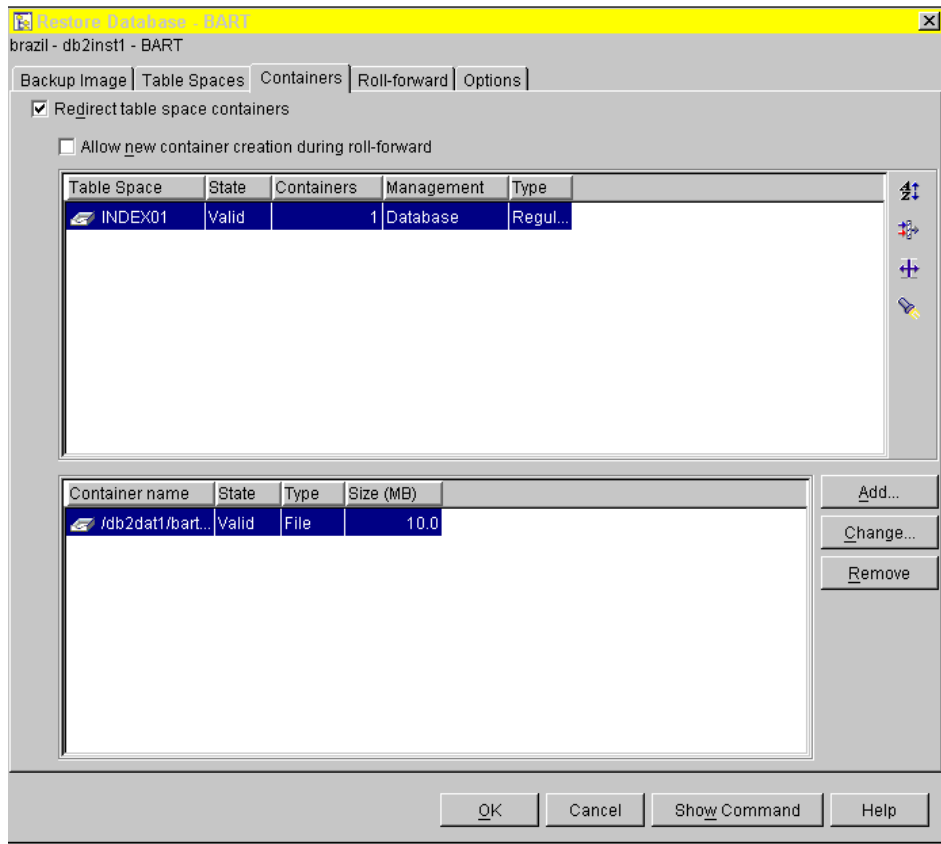 Restore Database - BART
brazil - db2inst1 - BART
Backup Image Table Spaces Containers Roll-forward Options
Redirect table space containers
Allow new container creation during roll-forward
Table Space State Containers Management Type
INDEX01 Valid 1 Database Regul...
Container name State Type Size (MB)
/db2dat1/bart... Valid File 10.0
Add...
Change...
Remove
OK Cancel Show Command Help